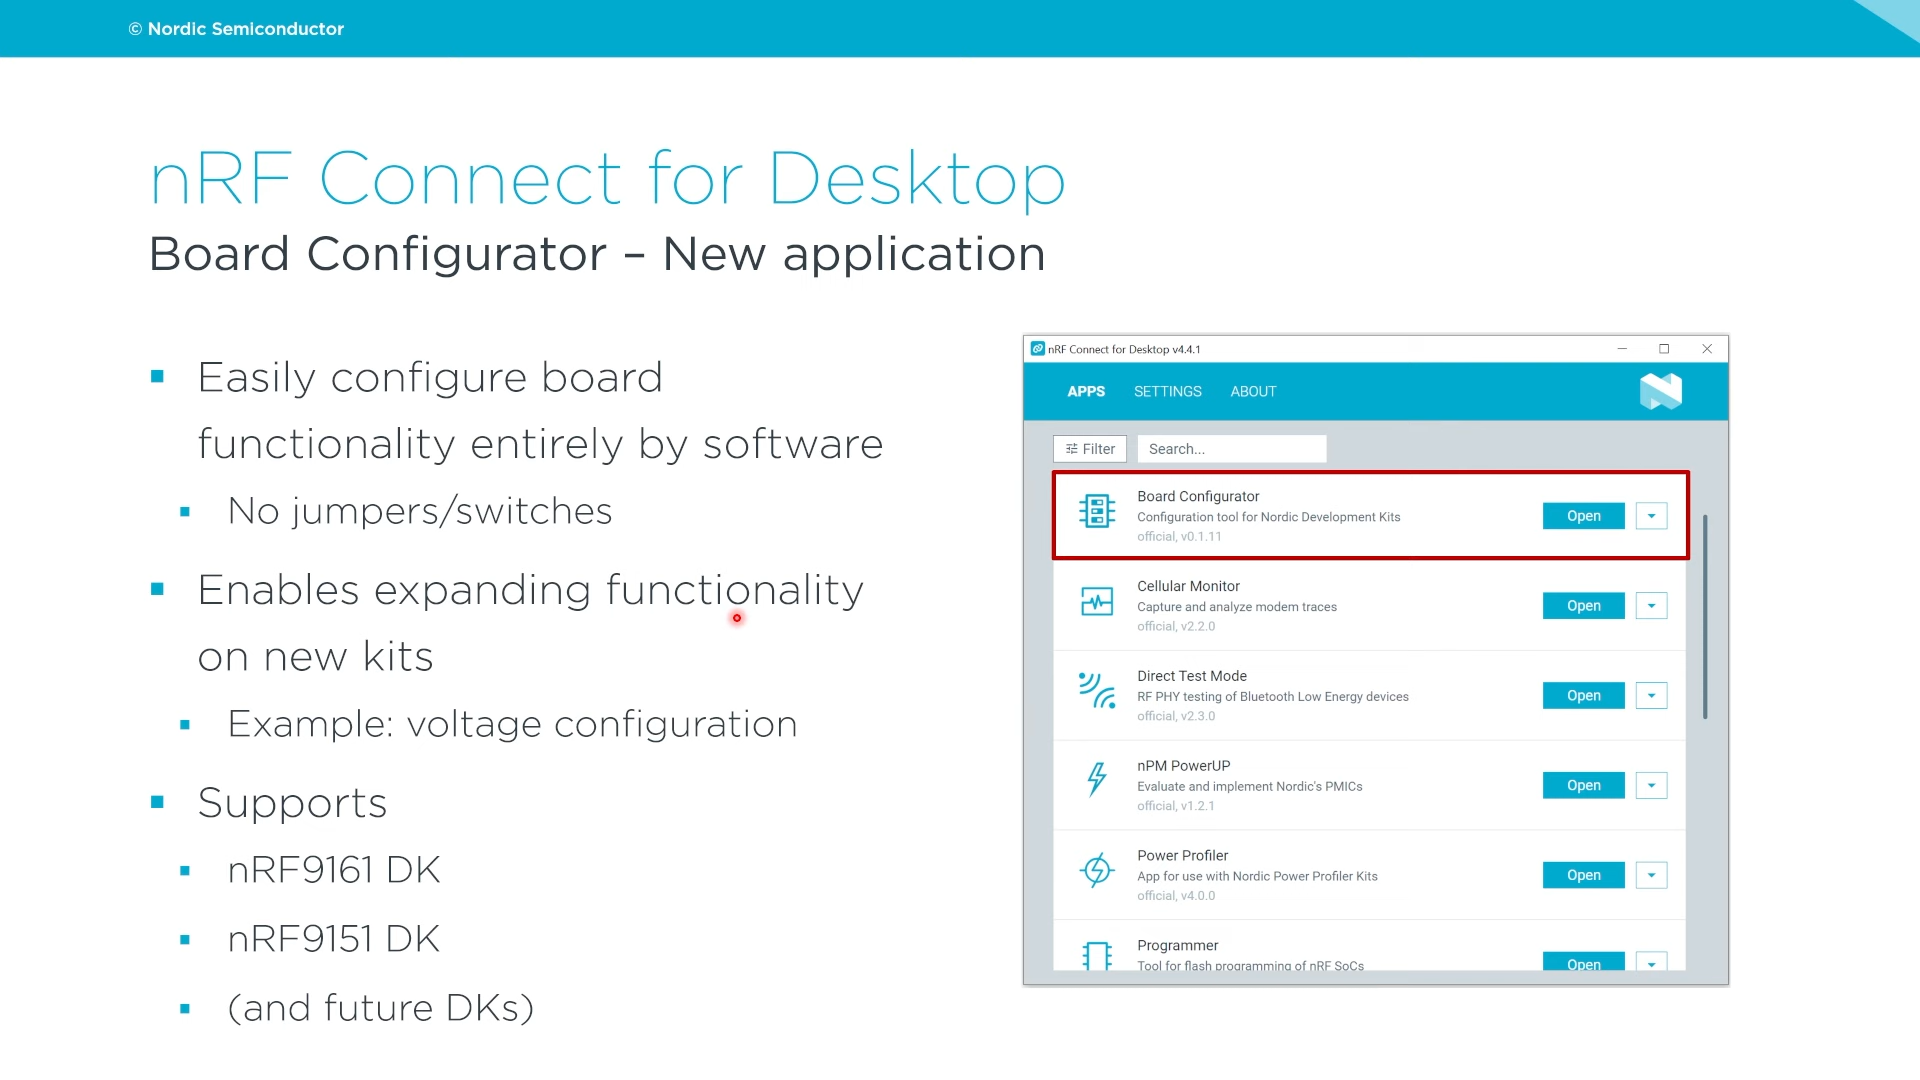 © Nordic Semiconductor
nRF Connect for Desktop
Board Configurator – New application
Easily configure board
functionality entirely by software
No jumpers/switches
Enables expanding functionality
on new kits
Example: voltage configuration
Supports
nRF9161 DK
nRF9151 DK
(and future DKs)
nRF Connect for Desktop v4.4.1
APPS SETTINGS ABOUT
Filter Search...
Board Configurator
Configuration tool for Nordic Development Kits
official, v0.1.11
Open
Cellular Monitor
Capture and analyze modem traces
official, v2.2.0
Open
Direct Test Mode
RF PHY testing of Bluetooth Low Energy devices
official, v2.3.0
Open
nPM PowerUP
Evaluate and implement Nordic's PMICs
official, v1.2.1
Open
Power Profiler
App for use with Nordic Power Profiler Kits
official, v4.0.0
Open
Programmer
Tool for flash programming of nRF SoCs
Open